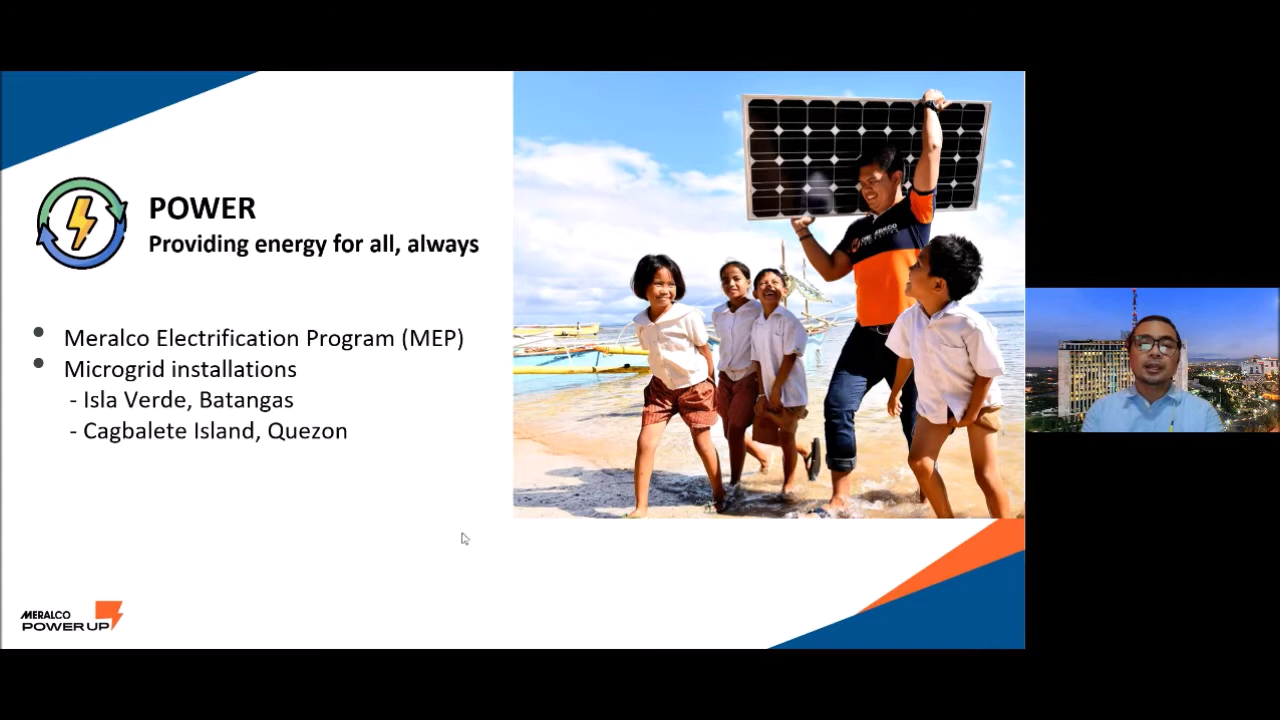 POWER
Providing energy for all, always
• Meralco Electrification Program (MEP)
• Microgrid installations
- Isla Verde, Batangas
- Cagbalete Island, Quezon
MERALCO
POWER UP